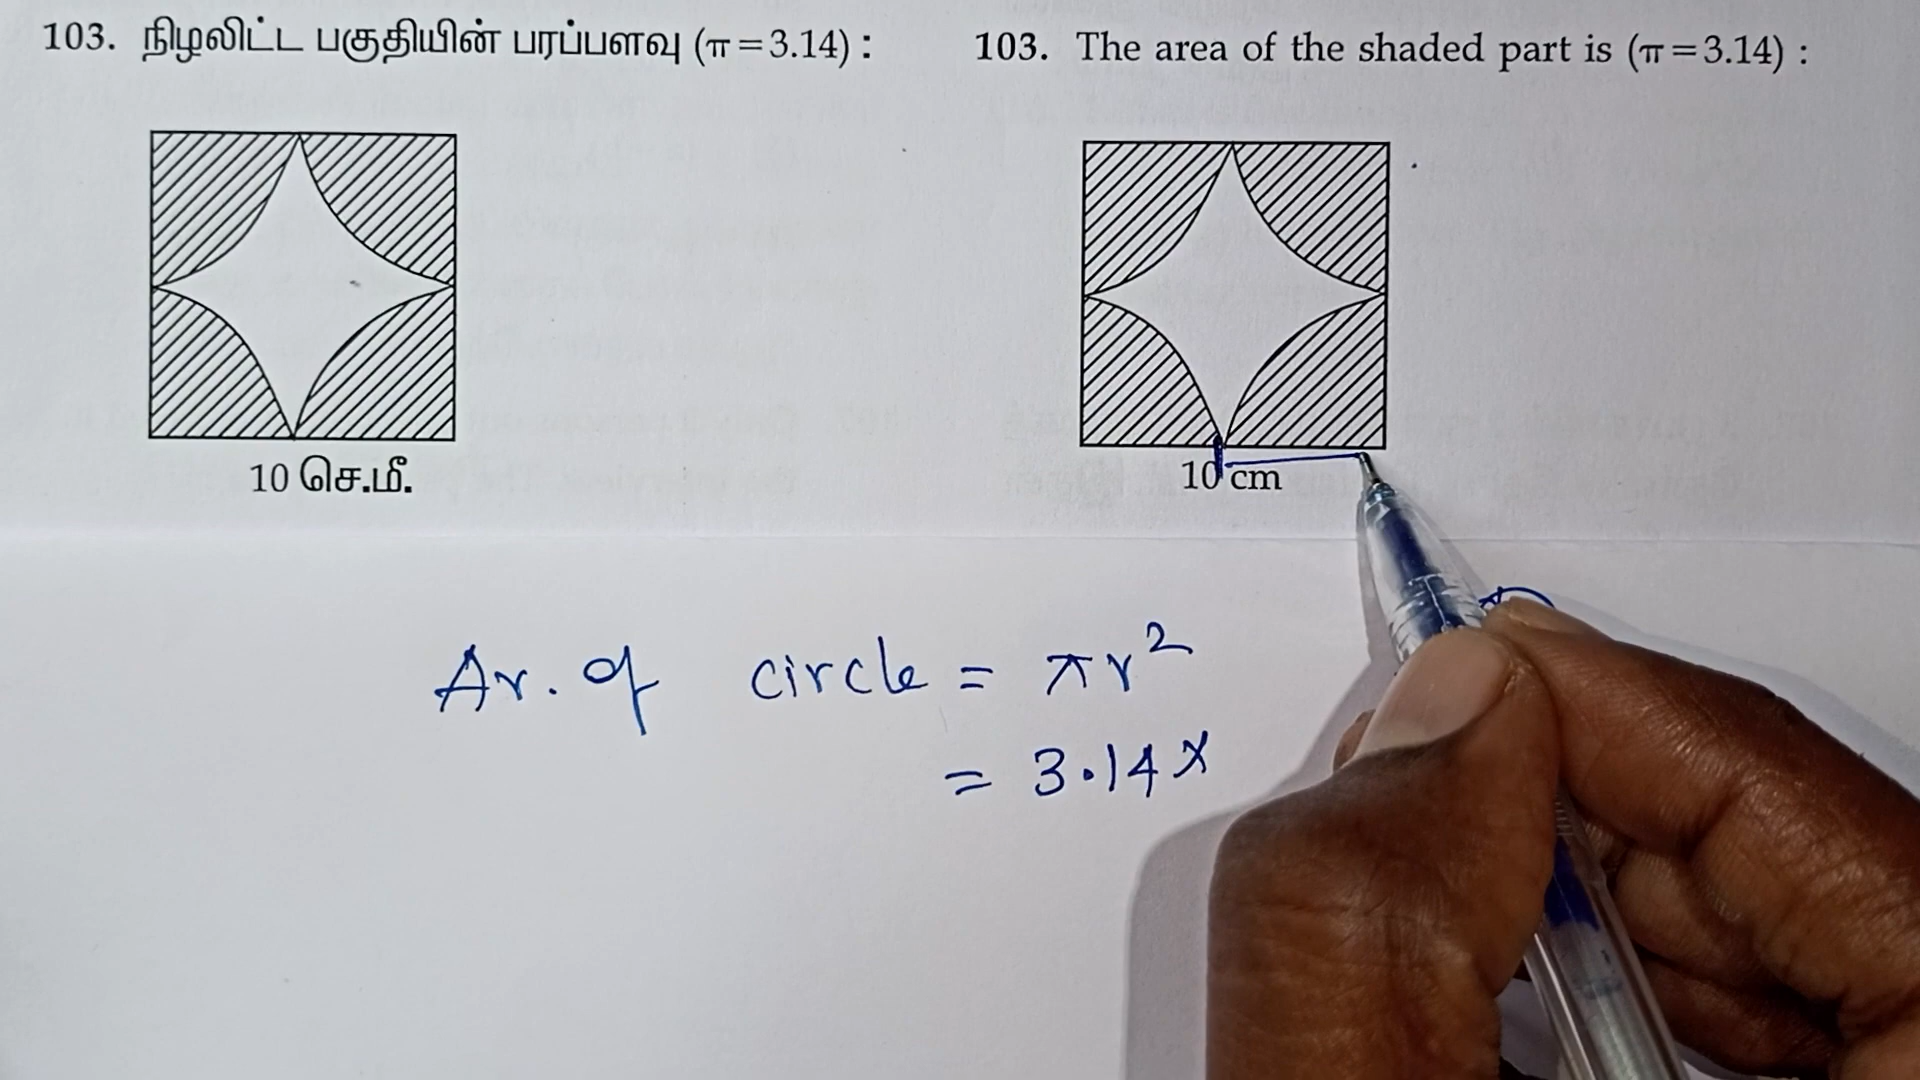 103. நிழலிட்ட பகுதியின் பரப்பளவு (π=3.14) :
10 செ.மீ.
103. The area of the shaded part is (π=3.14) :
10 cm
Ar. of circle = πr²
= 3.14×